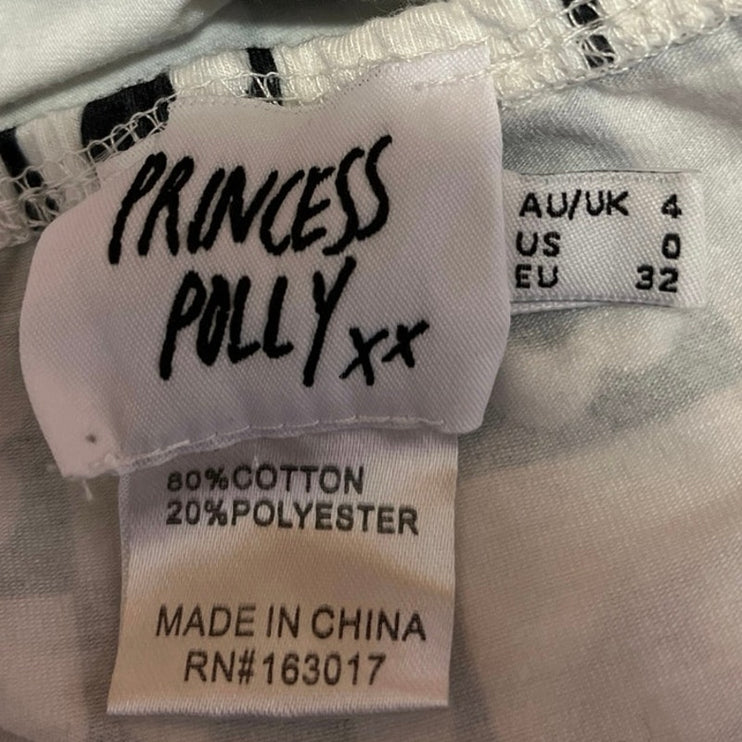 PRINCESS
POLLY xx
AU/UK 4
US 0
EU 32
80%COTTON
20%POLYESTER
MADE IN CHINA
RN#163017